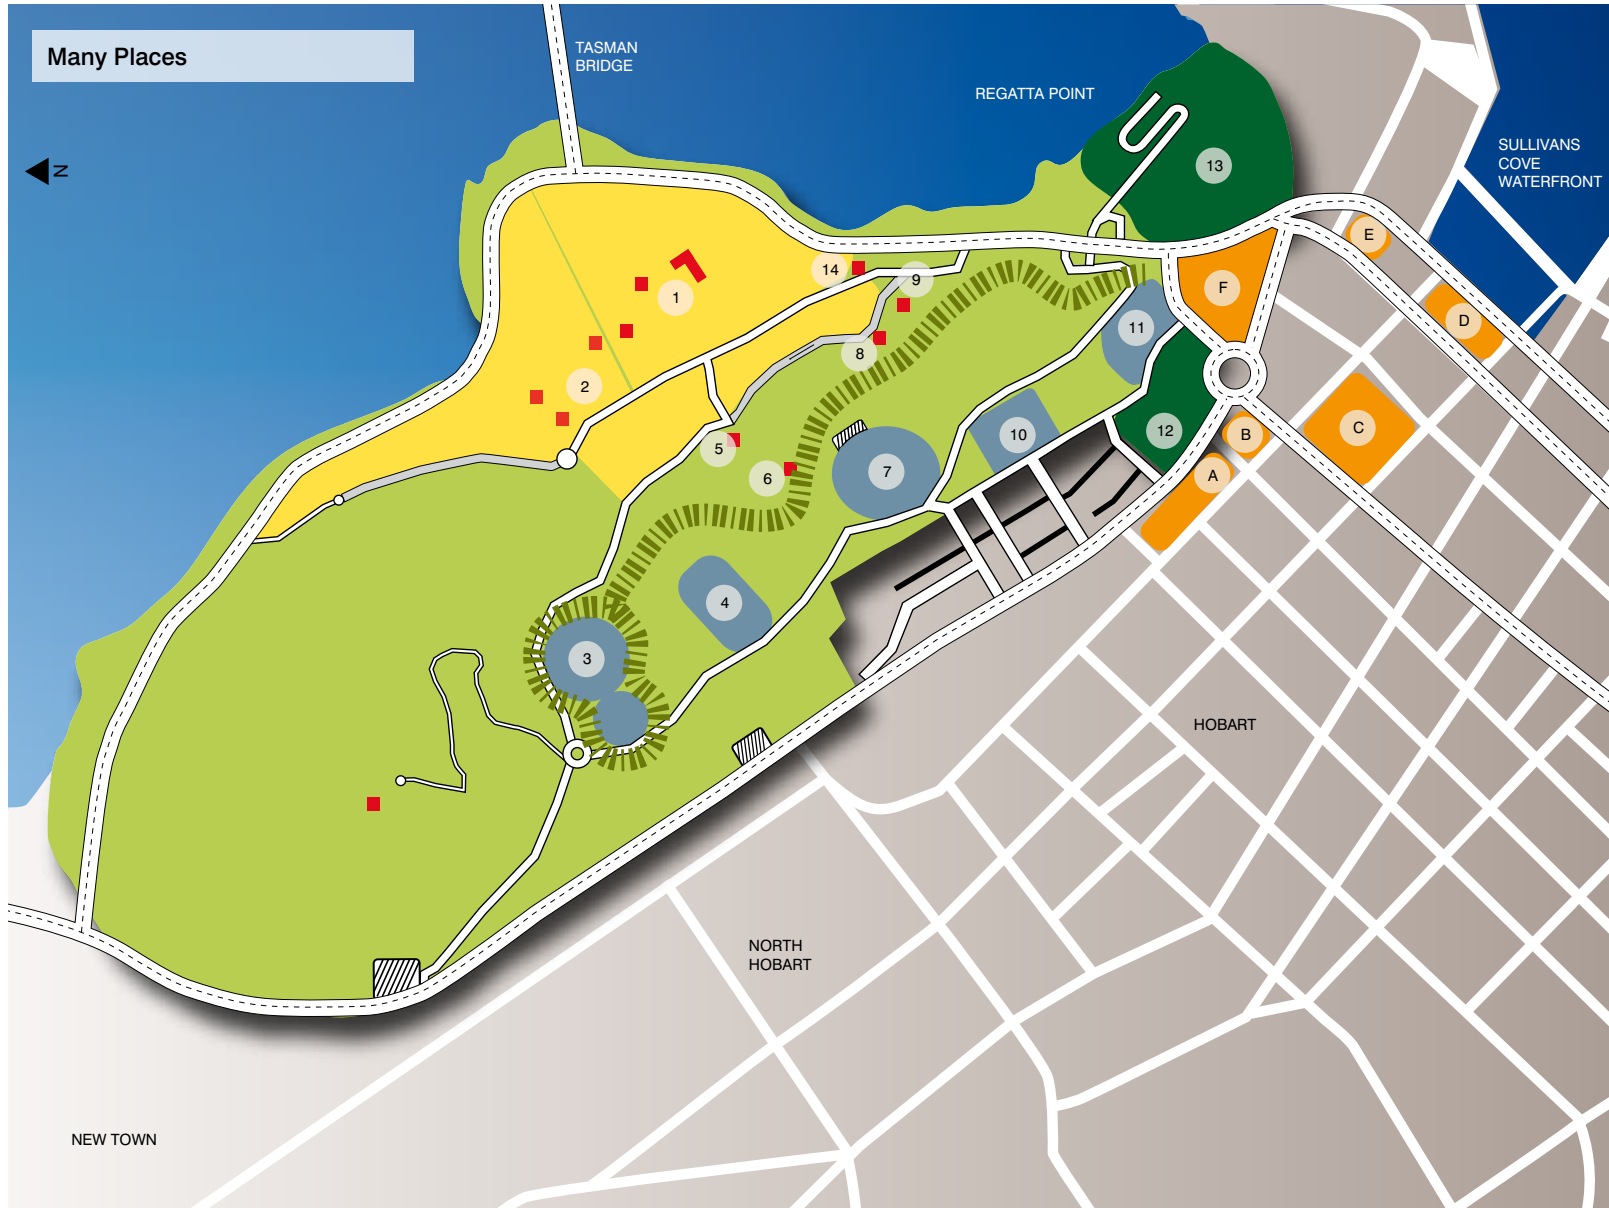 Many Places
TASMAN
BRIDGE
REGATTA POINT
SULLIVANS
COVE
WATERFRONT
N
13
E
F
D
14
9
1
11
8
2
C
12
B
10
5
7
6
A
4
3
HOBART
NORTH
HOBART
NEW TOWN